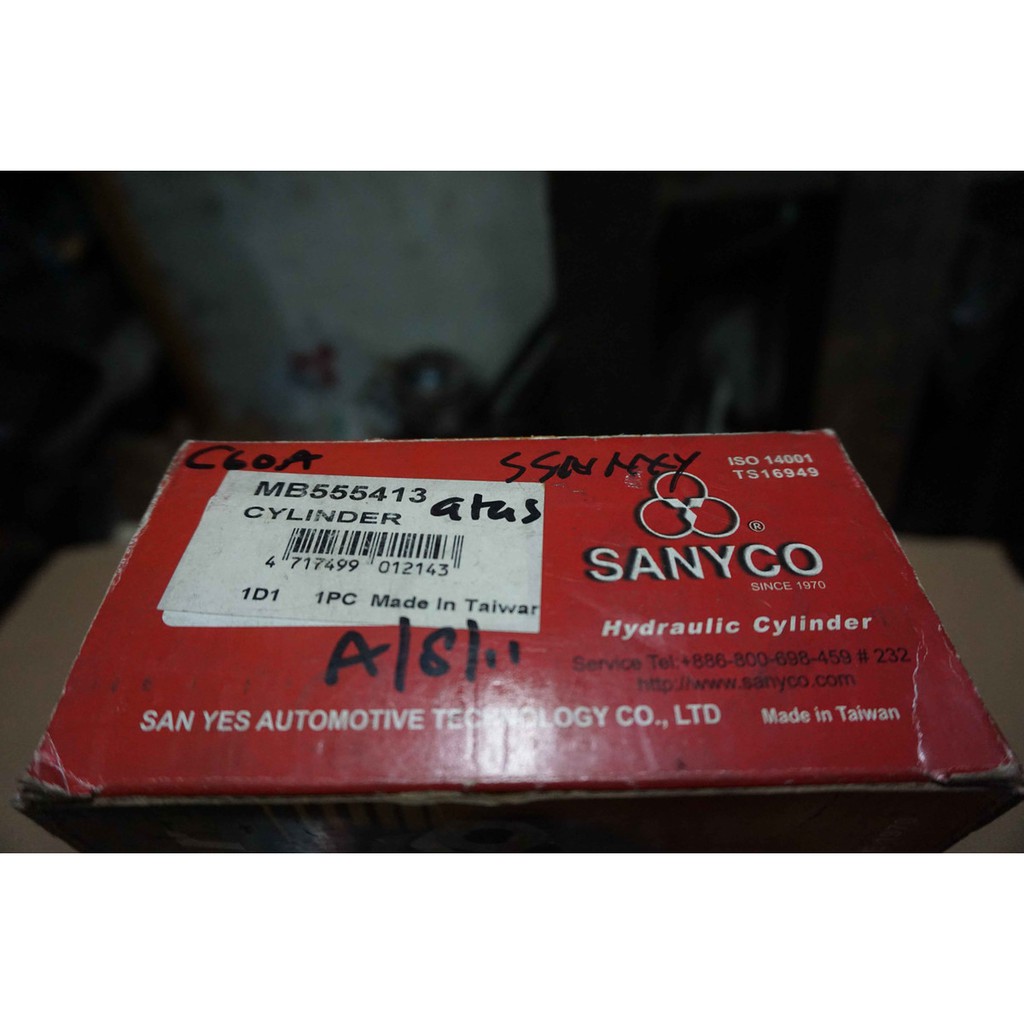 C60A
MB555413
atas
CYLINDER
4 717499 012143
1D1 1PC Made In Taiwan
A/8/11
ISO 14001
TS16949
®
SANYCO
SINCE 1970
Hydraulic Cylinder
Service Tel:+886-800-698-459 # 232
http://www.sanyco.com
SAN YES AUTOMOTIVE TECHNOLOGY CO., LTD Made in Taiwan